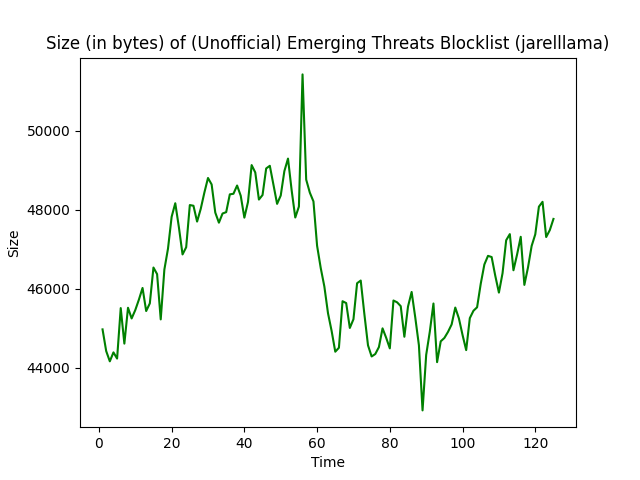 Size (in bytes) of (Unofficial) Emerging Threats Blocklist (jarelllama)
50000
48000
46000
44000
Size
0 20 40 60 80 100 120
Time